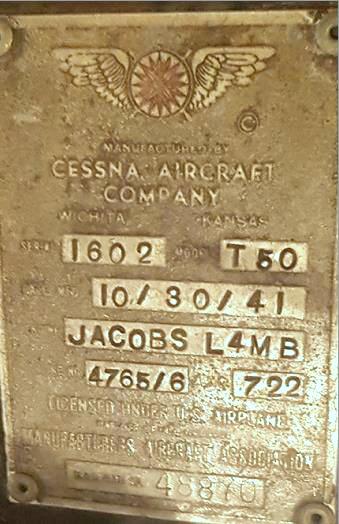 ©
MANUFACTURED BY
CESSNA AIRCRAFT
COMPANY
WICHITA KANSAS
1602 MODEL T50
10/30/41
JACOBS L4MB
4765/6 722
LICENSED UNDER U.S. AIRPLANE
MANUFACTURERS AIRCRAFT ASSOCIATION
48870